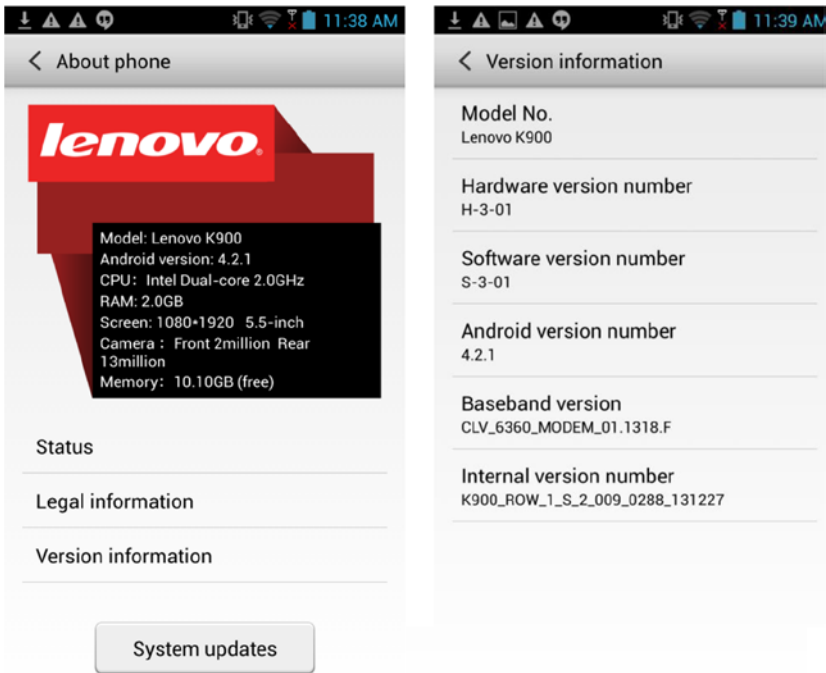 11:38 AM
About phone
lenovo
Model: Lenovo K900
Android version: 4.2.1
CPU: Intel Dual-core 2.0GHz
RAM: 2.0GB
Screen: 1080*1920 5.5-inch
Camera : Front 2million Rear
13million
Memory: 10.10GB (free)
Status
Legal information
Version information
System updates
11:39 AM
Version information
Model No.
Lenovo K900
Hardware version number
H-3-01
Software version number
S-3-01
Android version number
4.2.1
Baseband version
CLV_6360_MODEM_01.1318.F
Internal version number
K900_ROW_1_S_2_009_0288_131227